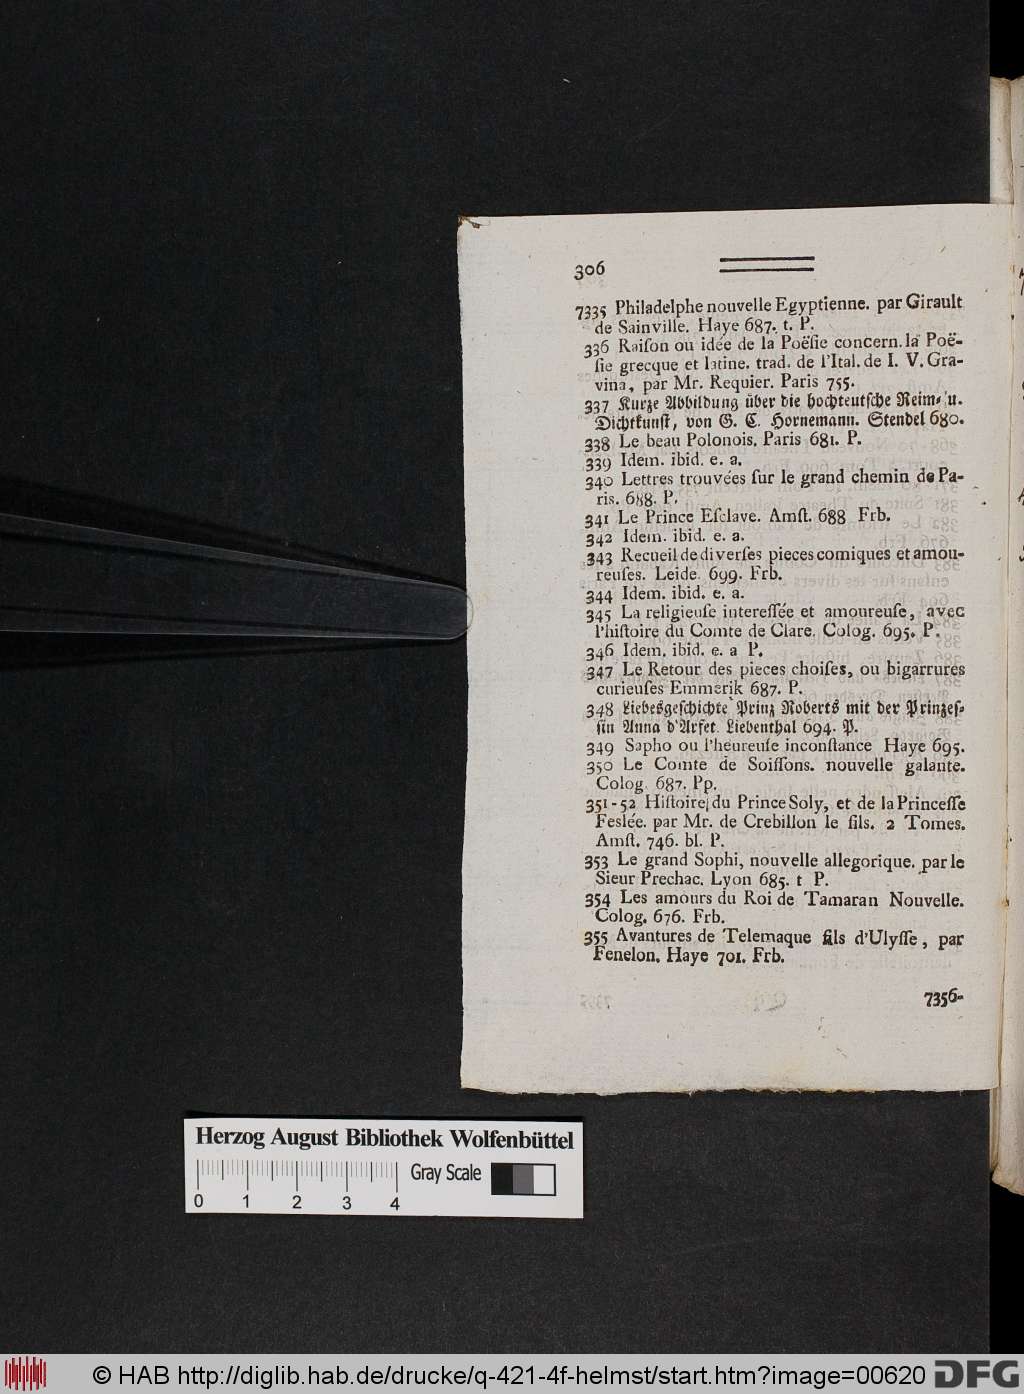 306
7335 Philadelphe nouvelle Egyptienne. par Girault
de Sainville. Haye 687. t. P.
336 Raiſon ou idée de la Poëſie concern. la Poë-
ſie grecque et latine. trad. de l'Ital. de I. V. Gra-
vina, par Mr. Requier. Paris 755.
337 Kurze Abbildung über die hochteutſche Reim- u.
Dichtkunſt, von G. C. Hornemann. Stendel 680.
338 Le beau Polonois. Paris 681. P.
339 Idem. ibid. e. a.
340 Lettres trouvées ſur le grand chemin de Pa-
ris. 688. P.
341 Le Prince Eſclave. Amſt. 688 Frb.
342 Idem. ibid. e. a.
343 Recueil de diverſes pieces comiques et amou-
reuſes. Leide. 699. Frb.
344 Idem. ibid. e. a.
345 La religieuſe intereſſée et amoureuſe, avec
l'hiſtoire du Comte de Clare. Colog. 695. P.
346 Idem. ibid. e. a P.
347 Le Retour des pieces choiſes, ou bigarrures
curieuſes Emmerik 687. P.
348 Liebesgeſchichte Prinz Roberts mit der Prinzeſ-
ſin Anna d'Arfet. Liebenthal 694. P.
349 Sapho ou l'heureuſe inconſtance Haye 695.
350 Le Comte de Soiſſons. nouvelle galante.
Colog. 687. Pp.
351-52 Hiſtoire du Prince Soly, et de la Princeſſe
Feslée. par Mr. de Crebillon le fils. 2 Tomes.
Amſt. 746. bl. P.
353 Le grand Sophi, nouvelle allegorique. par le
Sieur Prechac. Lyon 685. t P.
354 Les amours du Roi de Tamaran Nouvelle.
Colog. 676. Frb.
355 Avantures de Telemaque fils d'Ulyſſe, par
Fenelon. Haye 701. Frb.
7356-
Herzog August Bibliothek Wolfenbüttel
Gray Scale
0 1 2 3 4
© HAB http://diglib.hab.de/drucke/q-421-4f-helmst/start.htm?image=00620 DFG